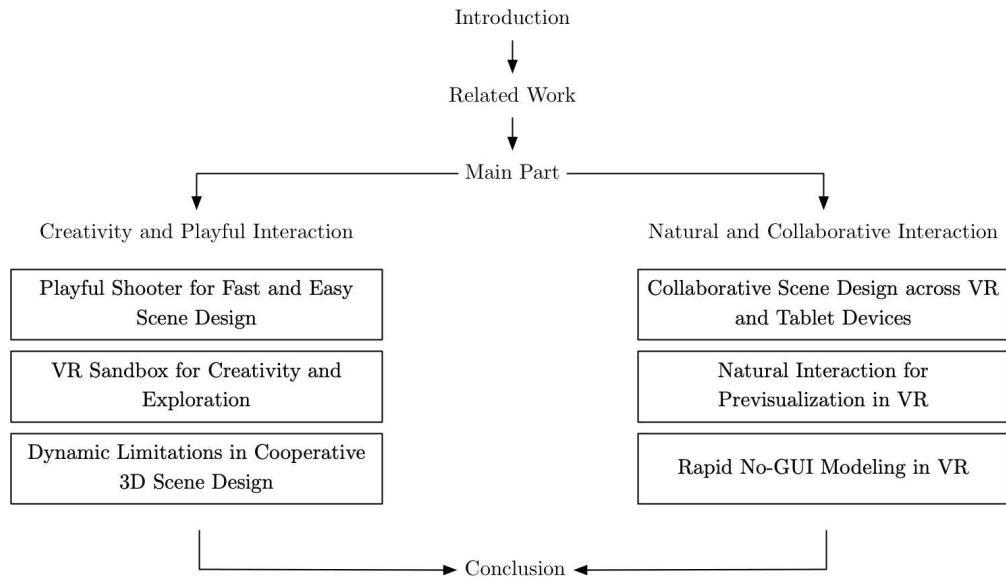 Introduction
Related Work
Main Part
Creativity and Playful Interaction
Playful Shooter for Fast and Easy
Scene Design
VR Sandbox for Creativity and
Exploration
Dynamic Limitations in Cooperative
3D Scene Design
Natural and Collaborative Interaction
Collaborative Scene Design across VR
and Tablet Devices
Natural Interaction for
Previsualization in VR
Rapid No-GUI Modeling in VR
Conclusion